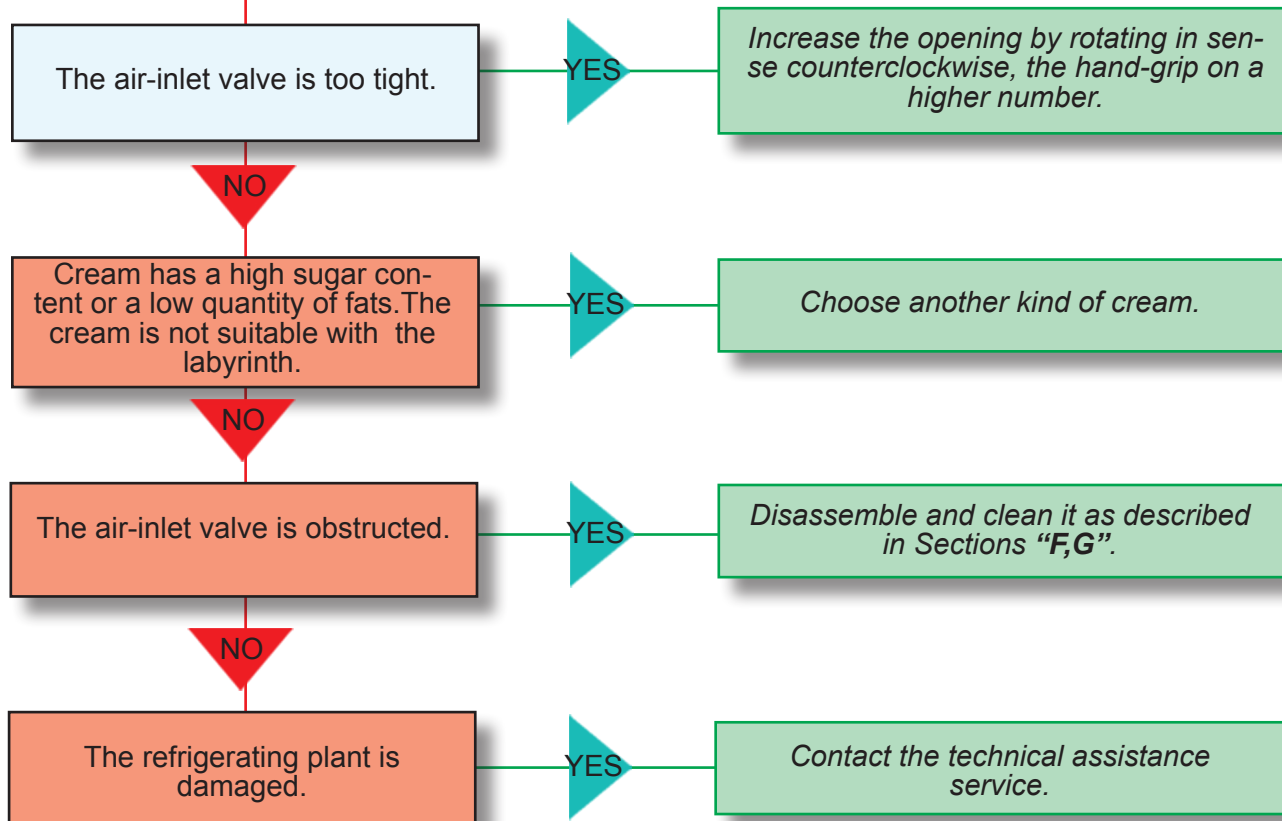 The air-inlet valve is too tight.
YES
Increase the opening by rotating in sen-
se counterclockwise, the hand-grip on a
higher number.
NO
Cream has a high sugar con-
tent or a low quantity of fats.The
cream is not suitable with  the
labyrinth.
YES
Choose another kind of cream.
NO
The air-inlet valve is obstructed.
YES
Disassemble and clean it as described
in Sections “F,G”.
NO
The refrigerating plant is
damaged.
YES
Contact the technical assistance
service.